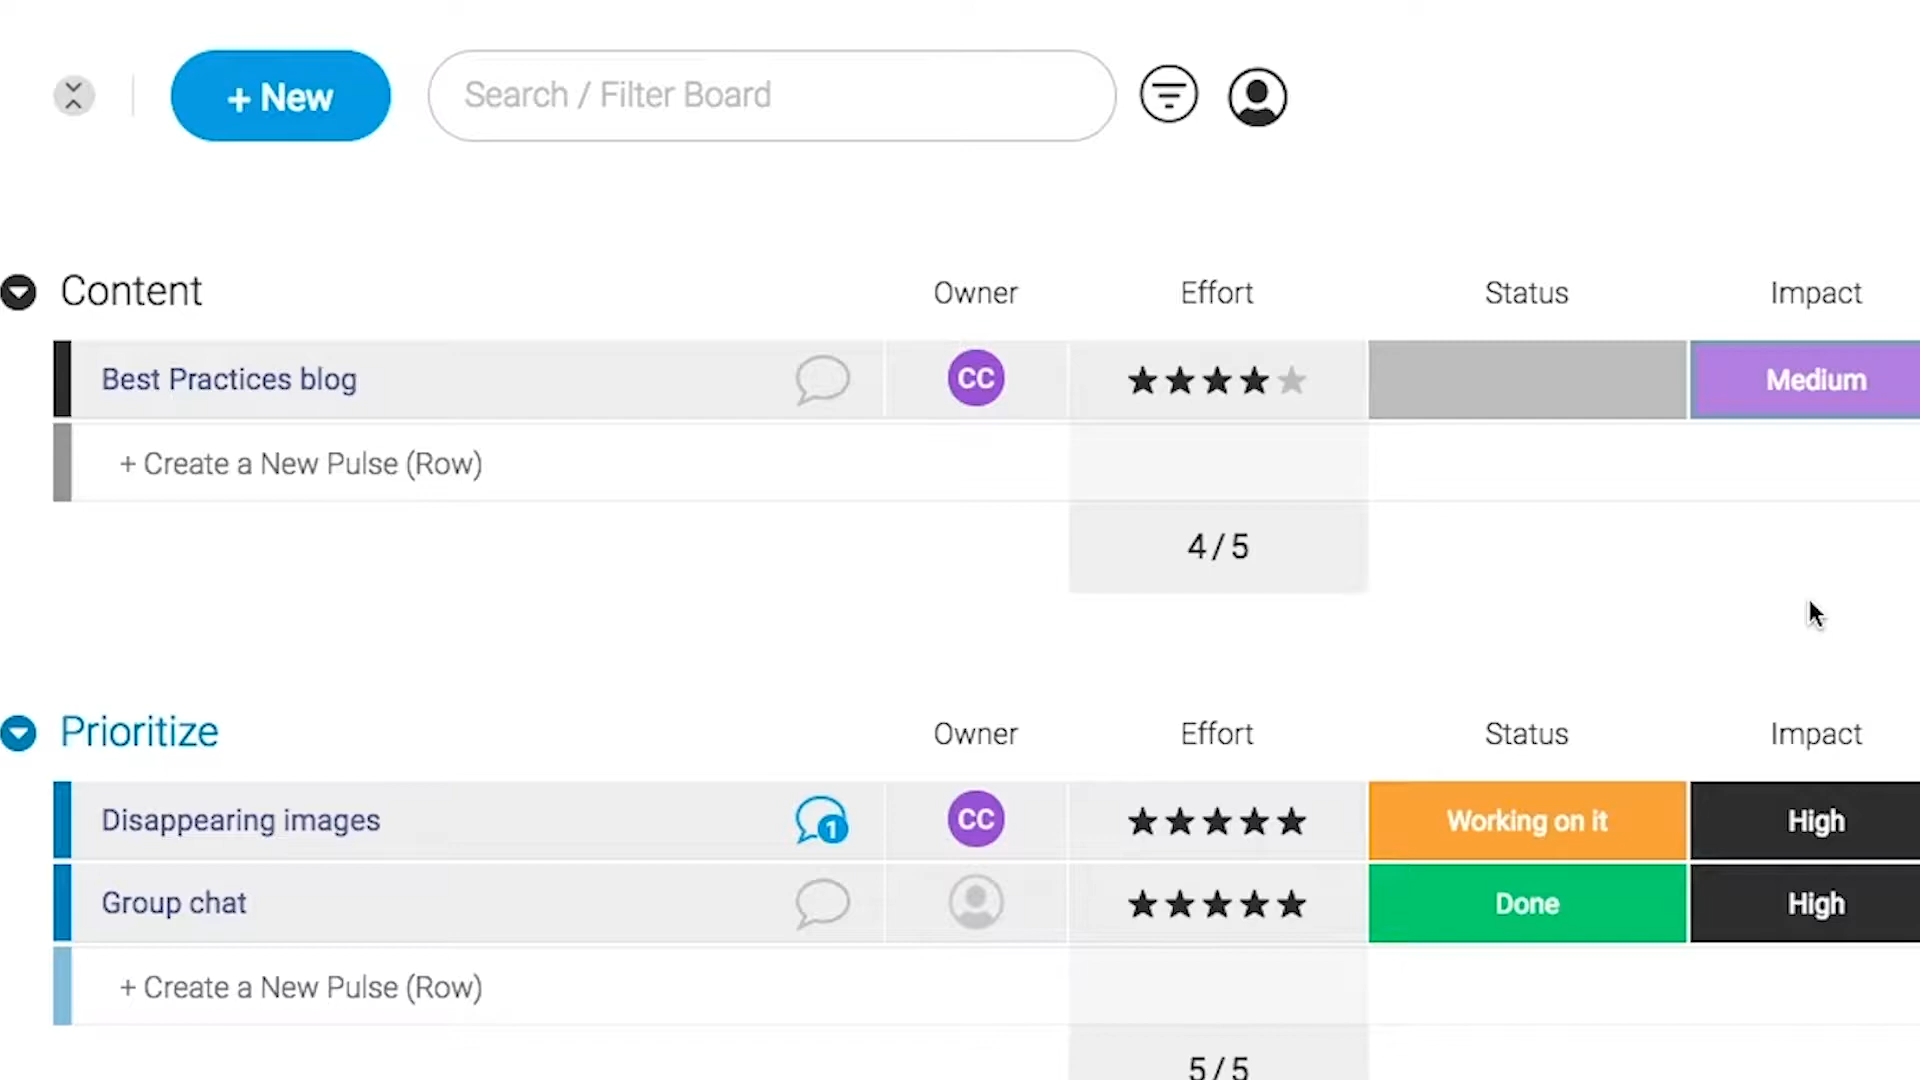 + New
Search / Filter Board
Content Owner Effort Status Impact
Best Practices blog CC Medium
+ Create a New Pulse (Row)
4 / 5
Prioritize Owner Effort Status Impact
Disappearing images 1 CC Working on it High
Group chat Done High
+ Create a New Pulse (Row)
5 / 5